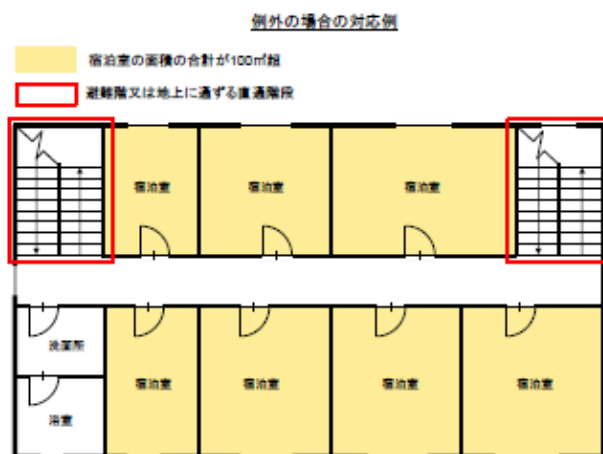 例外の場合の対応例
宿泊室の面積の合計が100㎡超
避難階又は地上に通ずる直通階段
宿泊室
宿泊室
宿泊室
洗面所
浴室
宿泊室
宿泊室
宿泊室
宿泊室